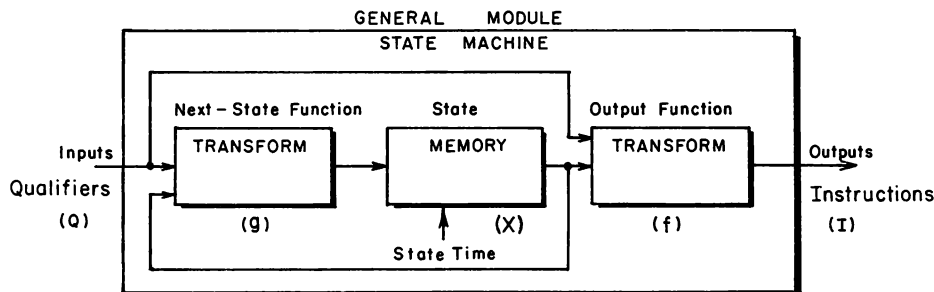 GENERAL MODULE
STATE MACHINE
Next-State Function State Output Function
TRANSFORM MEMORY TRANSFORM
Inputs Outputs
Qualifiers Instructions
(Q) (g) (X) (f) (I)
State Time